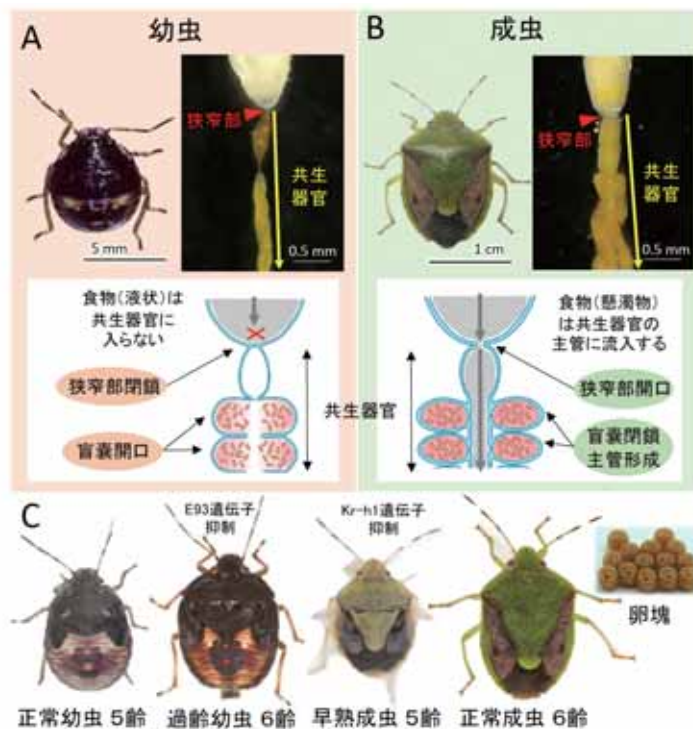 A 幼虫
狭窄部
共生
器官
5 mm
0.5 mm
食物(液状)は
共生器官に
入らない
狭窄部閉鎖
盲嚢開口
共生器官
B 成虫
狭窄部
共生
器官
1 cm
0.5 mm
食物(懸濁物)
は共生器官の
主管に流入する
狭窄部開口
盲嚢閉鎖
主管形成
C
E93遺伝子
抑制
Kr-h1遺伝子
抑制
卵塊
正常幼虫 5齢
過齢幼虫 6齢
早熟成虫 5齢
正常成虫 6齢